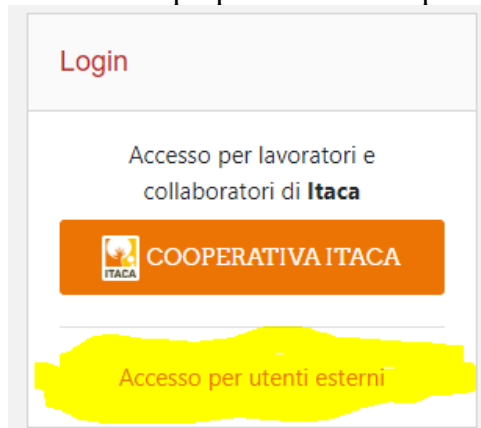 Login
Accesso per lavoratori e
collaboratori di Itaca
ITACA COOPERATIVA ITACA
Accesso per utenti esterni